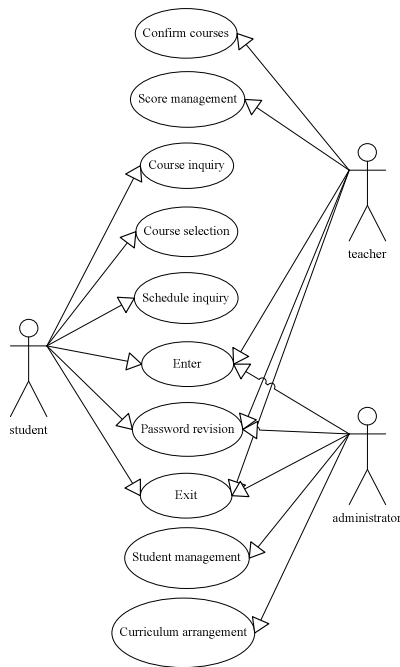 Confirm courses
Score management
Course inquiry
Course selection
teacher
Schedule inquiry
Enter
student
Password revision
Exit
administrator
Student management
Curriculum arrangement